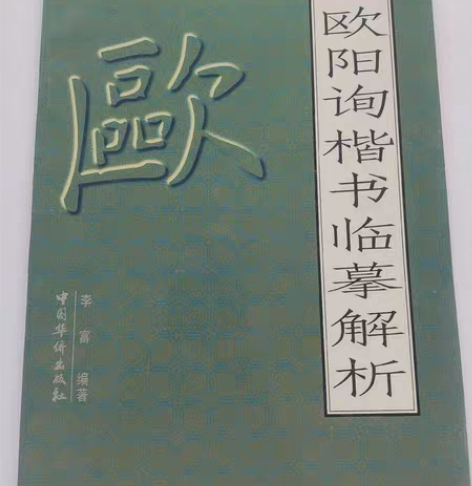 欧阳询楷书临摹解析
歐
李富 编著
中国华侨出版社